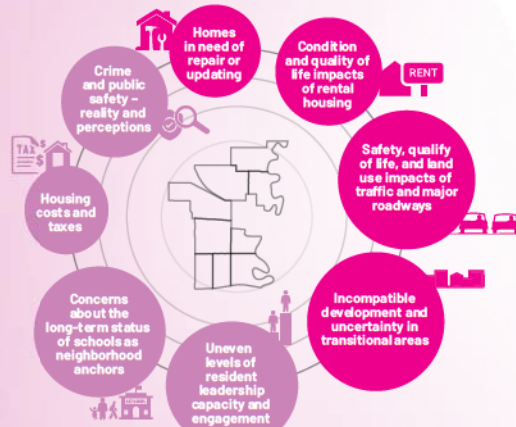 Homes
in need of
repair or
updating
Condition
and quality of
life impacts
of rental
housing
RENT
Safety, qualify
of life, and land
use impacts of
traffic and major
roadways
Incompatible
development and
uncertainty in
transitional areas
Uneven
levels of
resident
leadership
capacity and
engagement
Concerns
about the
long-term status
of schools as
neighborhood
anchors
Housing
costs and
taxes
TAX
$
$
Crime
and public
safety –
reality and
perceptions